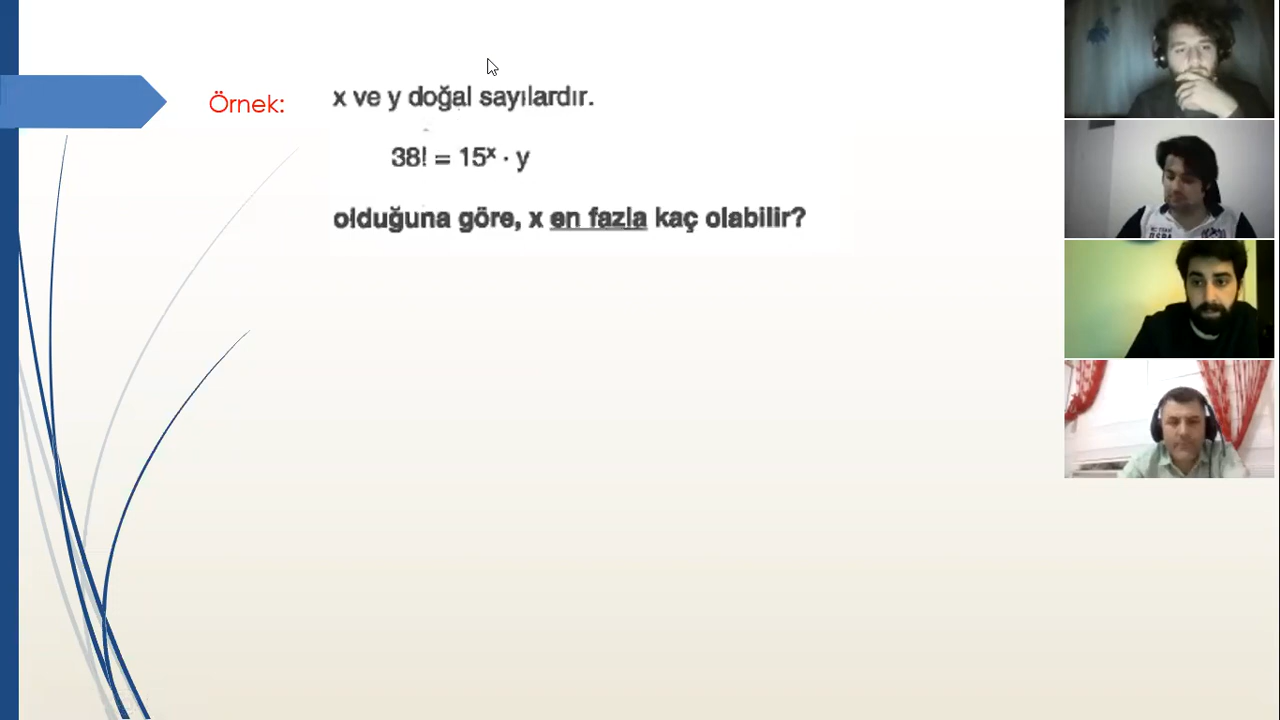 Örnek:
x ve y doğal sayılardır.
38! = 15ˣ · y
olduğuna göre, x en fazla kaç olabilir?